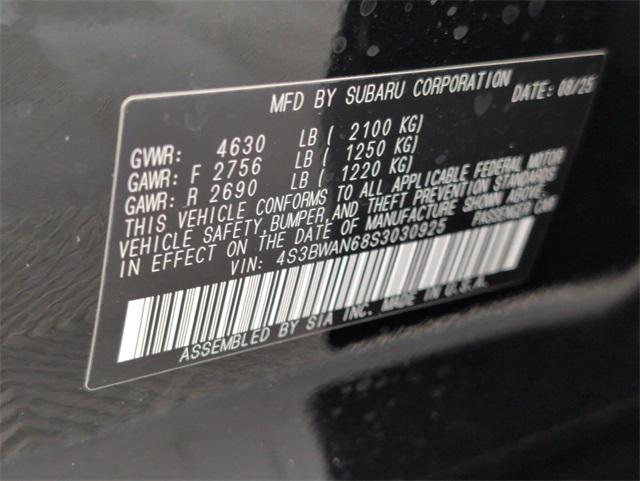 MFD BY SUBARU CORPORATION DATE: 08/25
GVWR: 4630 LB ( 2100 KG)
GAWR: F 2756 LB ( 1250 KG)
GAWR: R 2690 LB ( 1220 KG)
THIS VEHICLE CONFORMS TO ALL APPLICABLE FEDERAL MOTOR
VEHICLE SAFETY,BUMPER,AND THEFT PREVENTION STANDARDS
IN EFFECT ON THE DATE OF MANUFACTURE SHOWN ABOVE.
VIN: 4S3BWAN68S3030925 PASSENGER CAR
ASSEMBLED BY SIA INC. MADE IN U.S.A.